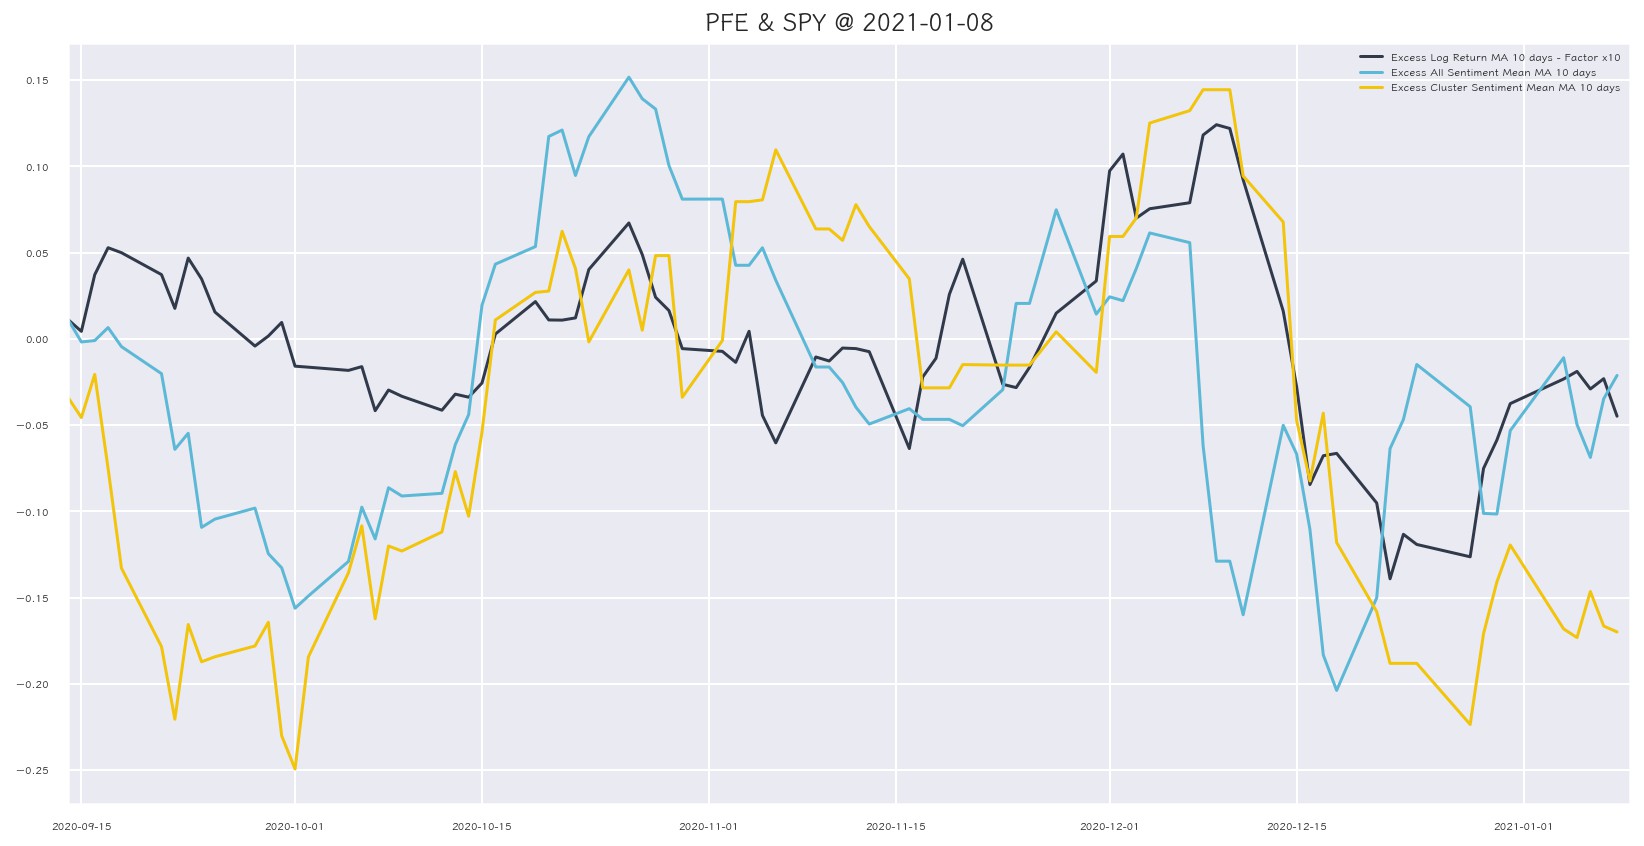 PFE & SPY @ 2021-01-08
Excess Log Return MA 10 days - Factor x10
Excess All Sentiment Mean MA 10 days
Excess Cluster Sentiment Mean MA 10 days
0.15
0.10
0.05
0.00
−0.05
−0.10
−0.15
−0.20
−0.25
2020-09-15 2020-10-01 2020-10-15 2020-11-01 2020-11-15 2020-12-01 2020-12-15 2021-01-01